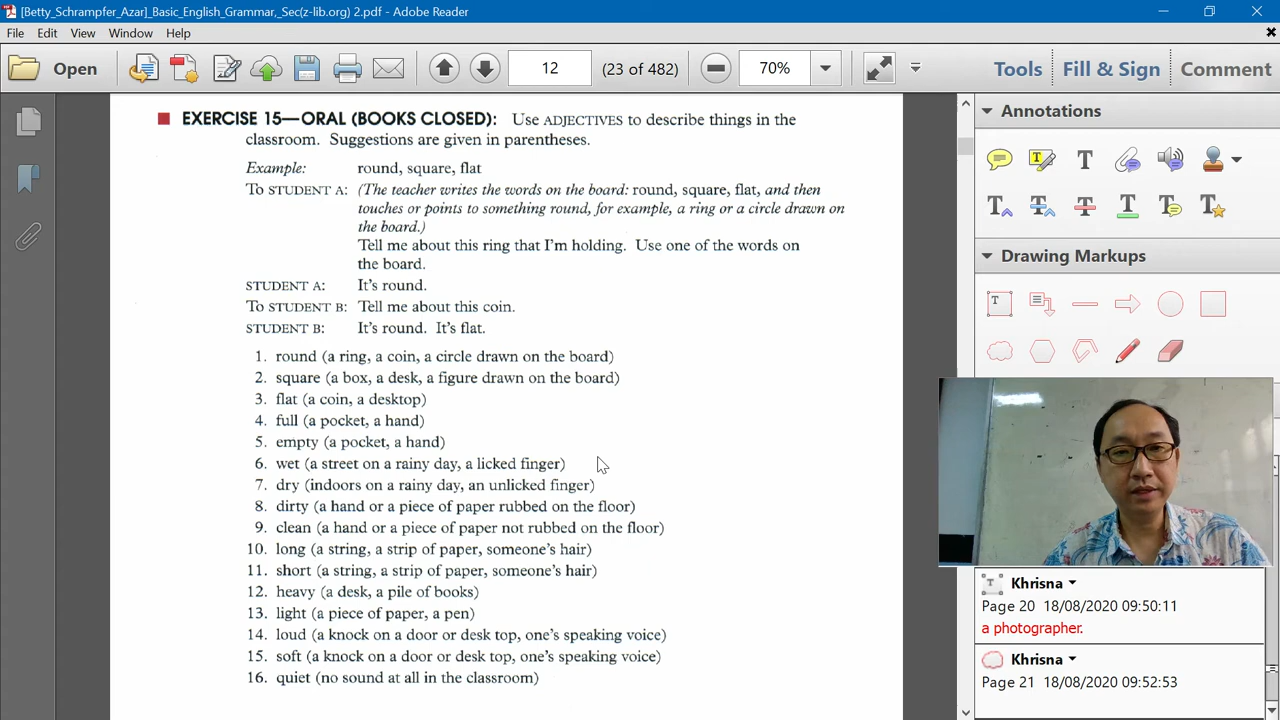 [Betty_Schrampfer_Azar]_Basic_English_Grammar,_Sec(z-lib.org) 2.pdf - Adobe Reader
File Edit View Window Help
Open 12 (23 of 482) 70% Tools Fill & Sign Comment
EXERCISE 15—ORAL (BOOKS CLOSED): Use ADJECTIVES to describe things in the
classroom. Suggestions are given in parentheses.
Example: round, square, flat
To STUDENT A: (The teacher writes the words on the board: round, square, flat, and then
touches or points to something round, for example, a ring or a circle drawn on
the board.)
Tell me about this ring that I'm holding. Use one of the words on
the board.
STUDENT A: It's round.
To STUDENT B: Tell me about this coin.
STUDENT B: It's round. It's flat.
1. round (a ring, a coin, a circle drawn on the board)
2. square (a box, a desk, a figure drawn on the board)
3. flat (a coin, a desktop)
4. full (a pocket, a hand)
5. empty (a pocket, a hand)
6. wet (a street on a rainy day, a licked finger)
7. dry (indoors on a rainy day, an unlicked finger)
8. dirty (a hand or a piece of paper rubbed on the floor)
9. clean (a hand or a piece of paper not rubbed on the floor)
10. long (a string, a strip of paper, someone's hair)
11. short (a string, a strip of paper, someone's hair)
12. heavy (a desk, a pile of books)
13. light (a piece of paper, a pen)
14. loud (a knock on a door or desk top, one's speaking voice)
15. soft (a knock on a door or desk top, one's speaking voice)
16. quiet (no sound at all in the classroom)
Annotations
Drawing Markups
Khrisna
Page 20 18/08/2020 09:50:11
a photographer.
Khrisna
Page 21 18/08/2020 09:52:53